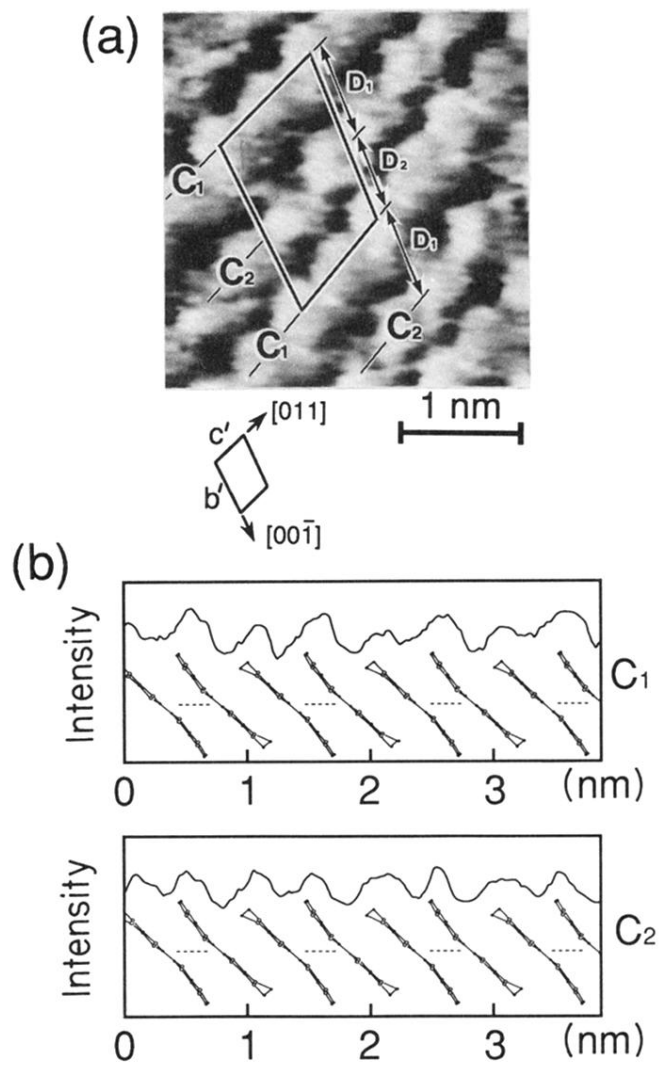 (a)
D₁
D₂
D₁
C₁
C₂
C₁
C₂
1 nm
c′
[011]
b′
[001̄]
(b)
Intensity
C₁
0 1 2 3 (nm)
Intensity
C₂
0 1 2 3 (nm)